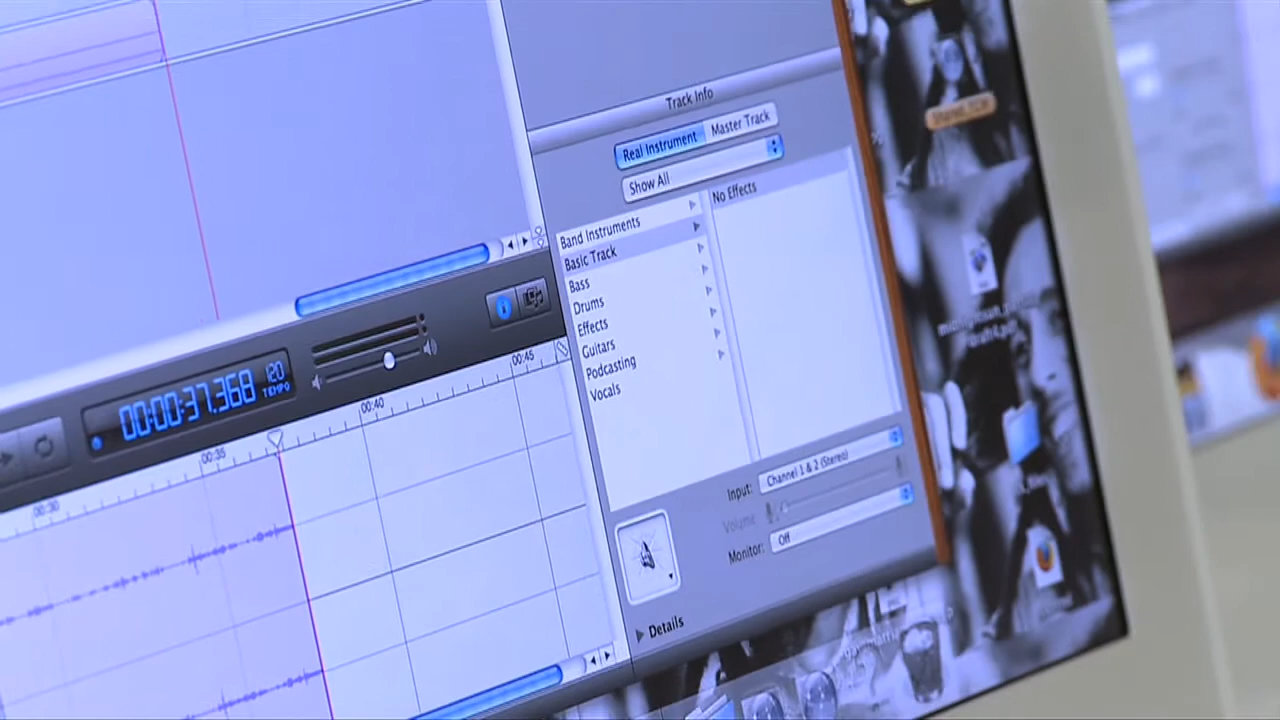 Track Info
Real Instrument
Master Track
Show All
No Effects
Band Instruments
Basic Track
Bass
Drums
Effects
Guitars
Podcasting
Vocals
00:00:37.368
120
TEMPO
00:30
00:35
00:40
00:45
Input: Channel 1 & 2 (Stereo)
Volume
Monitor: Off
Details